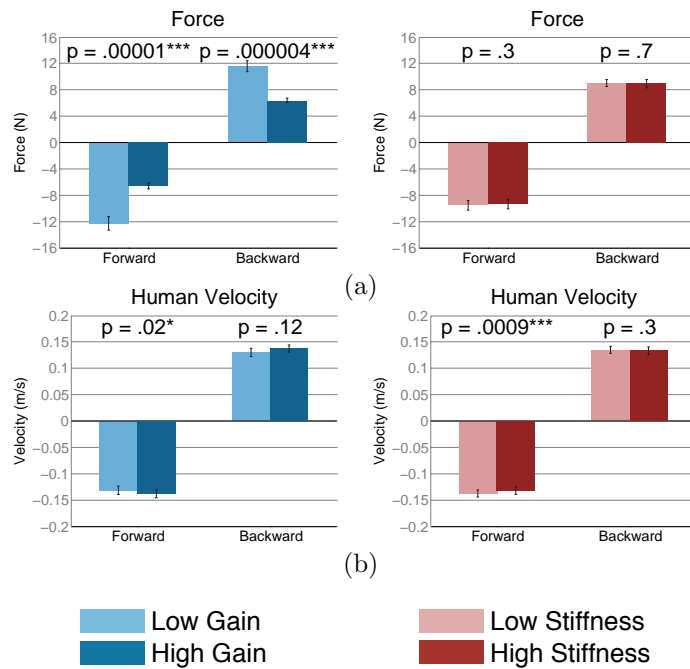 Force
Force
p = .00001*** p = .000004***
p = .3 p = .7
Force (N)
16
12
8
4
0
−4
−8
−12
−16
Forward Backward
Force (N)
16
12
8
4
0
−4
−8
−12
−16
Forward Backward
(a)
Human Velocity
Human Velocity
p = .02* p = .12
p = .0009*** p = .3
Velocity (m/s)
0.2
0.15
0.1
0.05
0
−0.05
−0.1
−0.15
−0.2
Forward Backward
Velocity (m/s)
0.2
0.15
0.1
0.05
0
−0.05
−0.1
−0.15
−0.2
Forward Backward
(b)
Low Gain
High Gain
Low Stiffness
High Stiffness